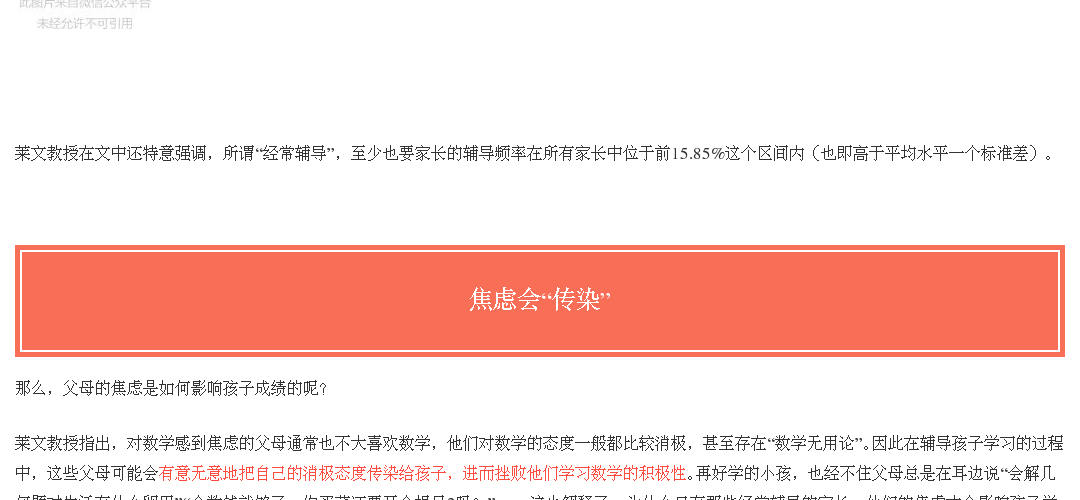 此图片来自微信公众平台
未经允许不可引用
莱文教授在文中还特意强调，所谓“经常辅导”，至少也要家长的辅导频率在所有家长中位于前15.85%这个区间内（也即高于平均水平一个标准差）。
焦虑会“传染”
那么，父母的焦虑是如何影响孩子成绩的呢？
莱文教授指出，对数学感到焦虑的父母通常也不大喜欢数学，他们对数学的态度一般都比较消极，甚至存在“数学无用论”。因此在辅导孩子学习的过程
中，这些父母可能会有意无意地把自己的消极态度传染给孩子，进而挫败他们学习数学的积极性。再好学的小孩，也经不住父母总是在耳边说“会解几